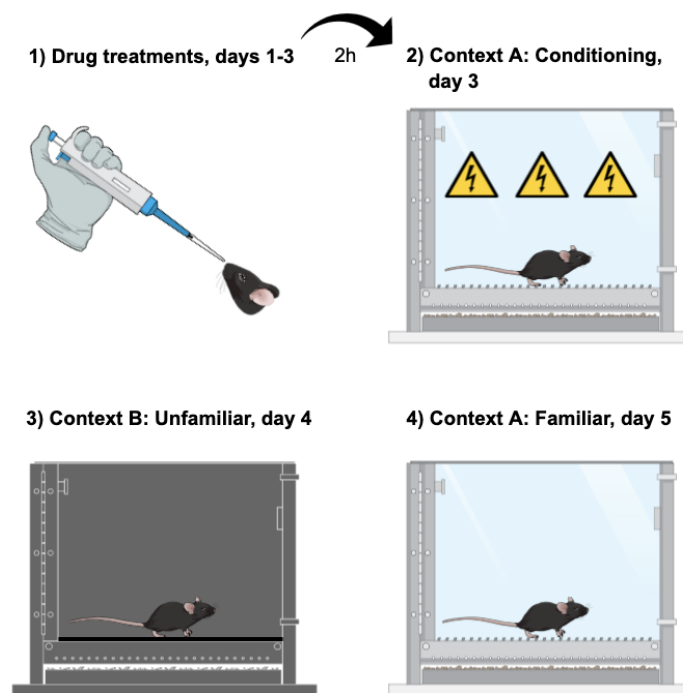 1) Drug treatments, days 1-3
2h
2) Context A: Conditioning,
day 3
3) Context B: Unfamiliar, day 4
4) Context A: Familiar, day 5